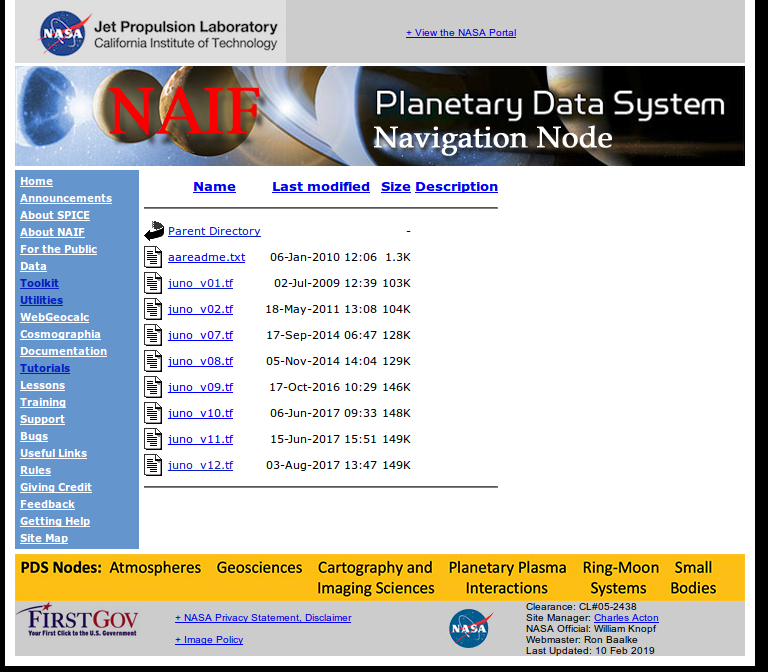 NASA
Jet Propulsion Laboratory
California Institute of Technology
+ View the NASA Portal
NAIF
Planetary Data System
Navigation Node
Home
Announcements
About SPICE
About NAIF
For the Public
Data
Toolkit
Utilities
WebGeocalc
Cosmographia
Documentation
Tutorials
Lessons
Training
Support
Bugs
Useful Links
Rules
Giving Credit
Feedback
Getting Help
Site Map
Name Last modified Size Description
Parent Directory -
aareadme.txt 06-Jan-2010 12:06 1.3K
juno_v01.tf 02-Jul-2009 12:39 103K
juno_v02.tf 18-May-2011 13:08 104K
juno_v07.tf 17-Sep-2014 06:47 128K
juno_v08.tf 05-Nov-2014 14:04 129K
juno_v09.tf 17-Oct-2016 10:29 146K
juno_v10.tf 06-Jun-2017 09:33 148K
juno_v11.tf 15-Jun-2017 15:51 149K
juno_v12.tf 03-Aug-2017 13:47 149K
PDS Nodes: Atmospheres Geosciences Cartography and Imaging Sciences Planetary Plasma Interactions Ring-Moon Systems Small Bodies
FIRSTGOV
Your First Click to the U.S. Government
+ NASA Privacy Statement, Disclaimer
+ Image Policy
NASA
Clearance: CL#05-2438
Site Manager: Charles Acton
NASA Official: William Knopf
Webmaster: Ron Baalke
Last Updated: 10 Feb 2019